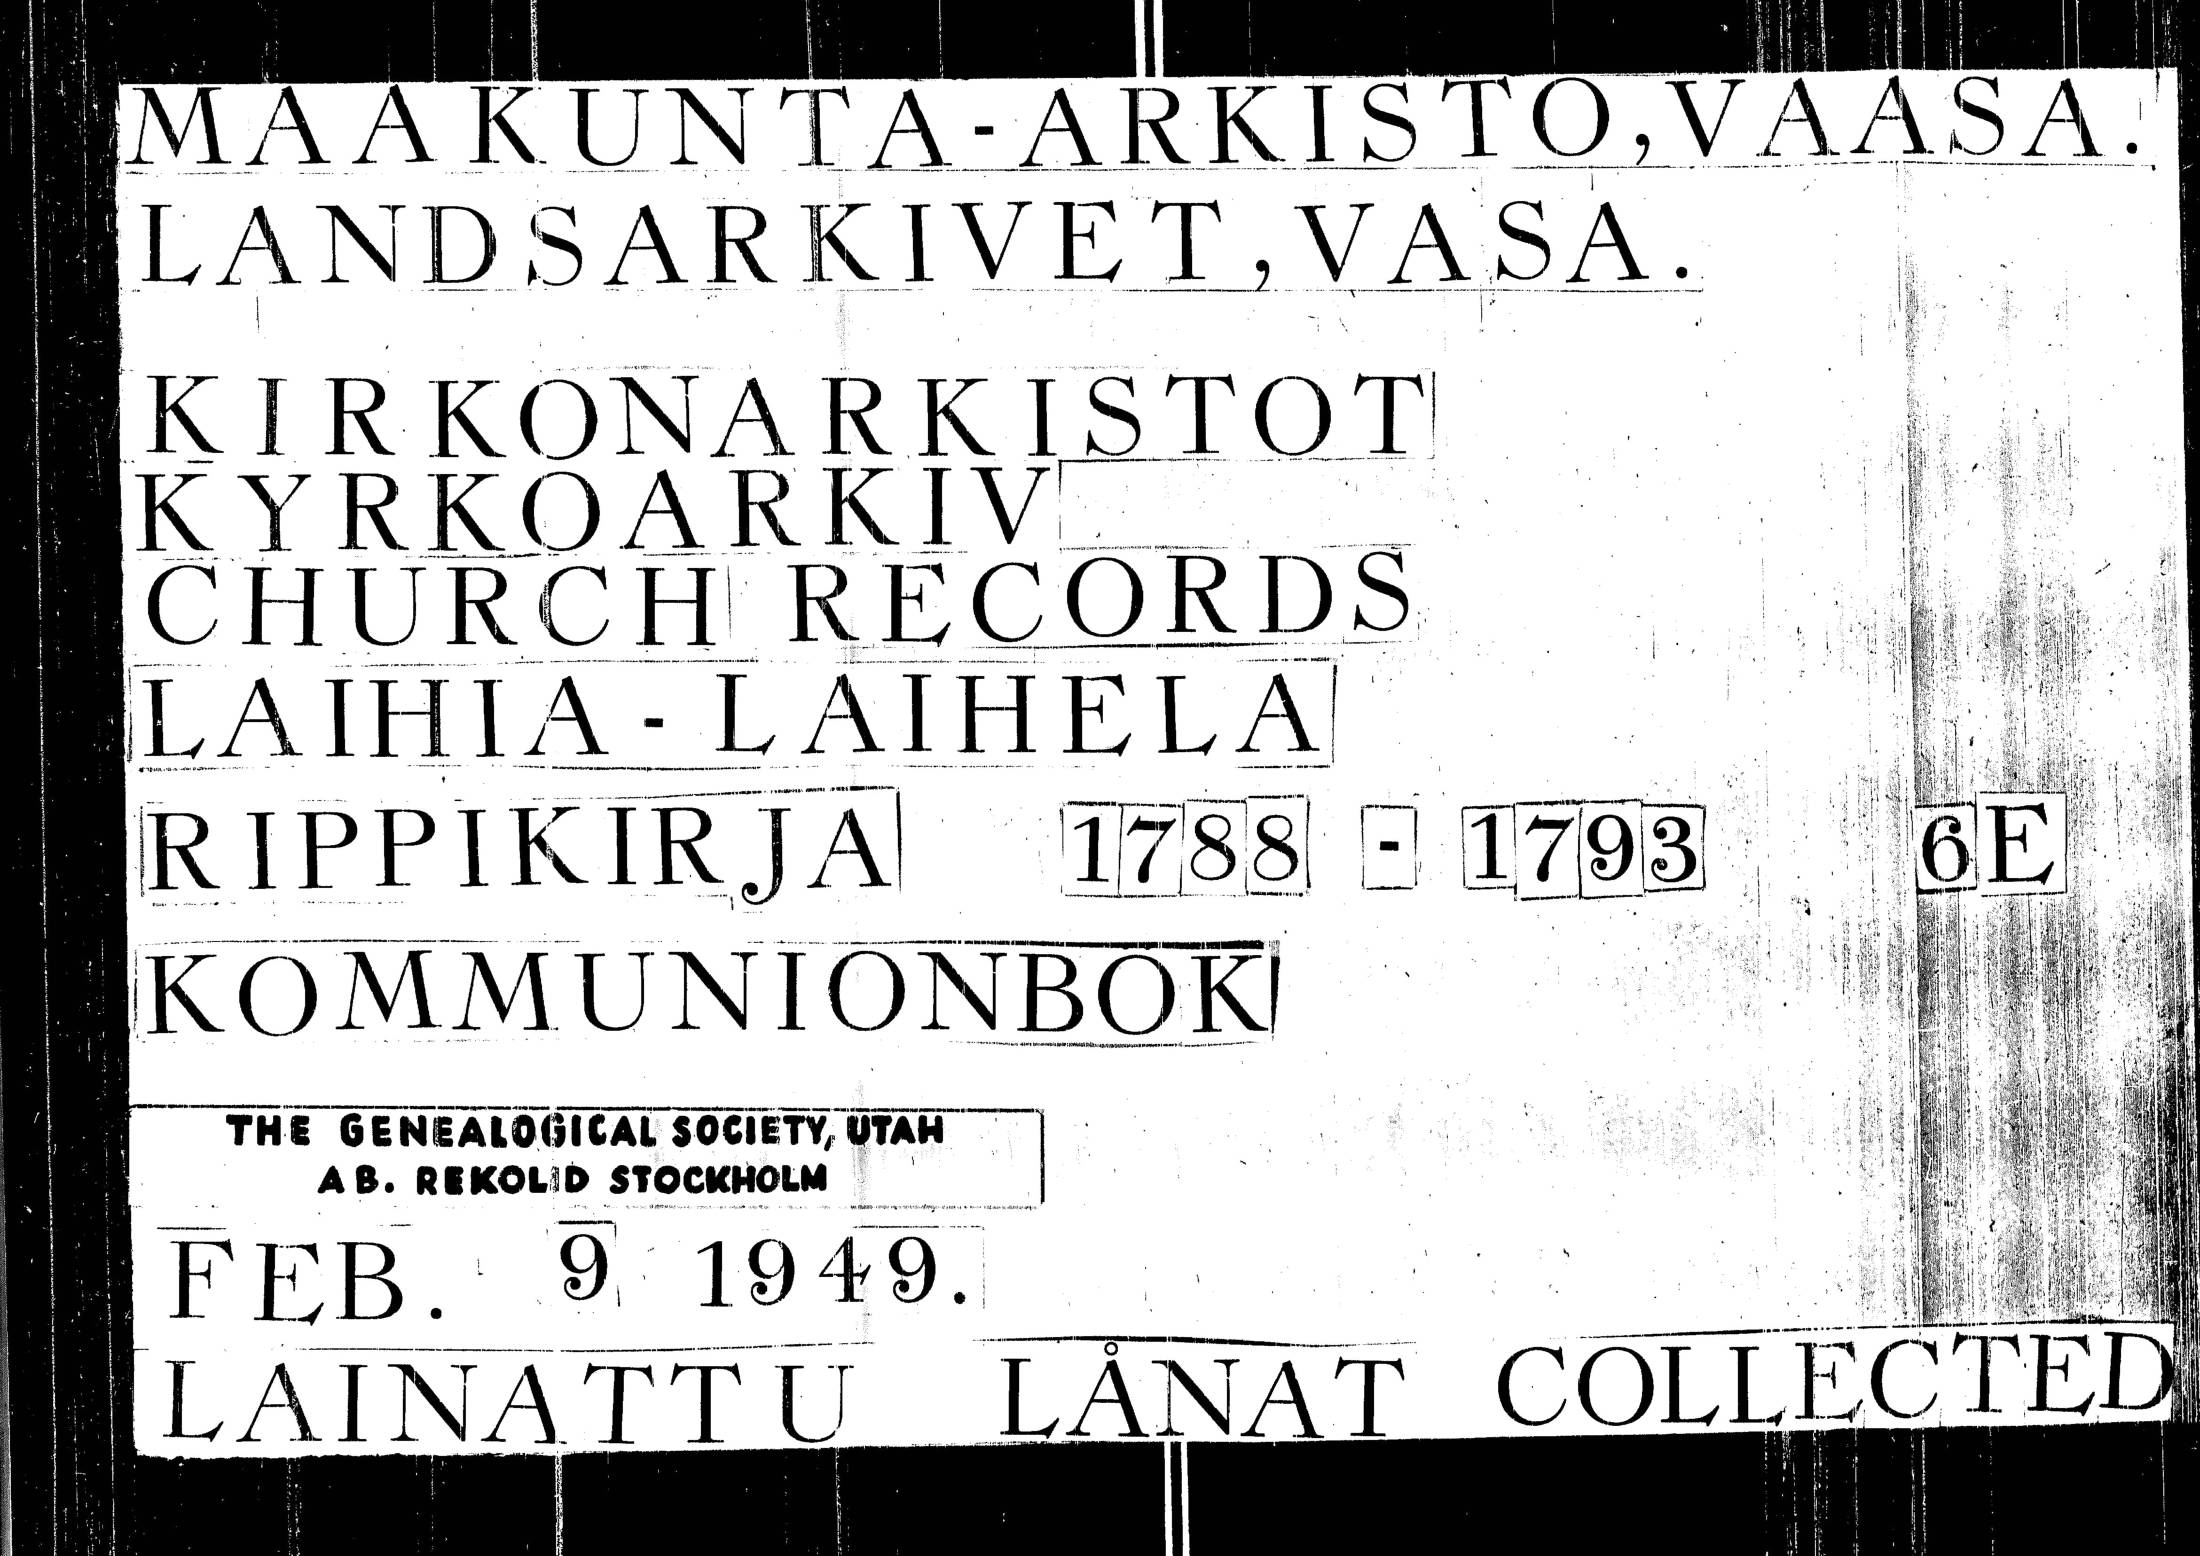 MAAKUNTA-ARKISTO, VAASA.
LANDSARKIVET, VASA.
KIRKONARKISTOT
KYRKOARKIV
CHURCH RECORDS
LAIHIA - LAIHELA
RIPPIKIRJA 1788 - 1793 6E
KOMMUNIONBOK
THE GENEALOGICAL SOCIETY, UTAH
AB. REKOLID STOCKHOLM
FEB. 9 1949.
LAINATTU LÅNAT COLLECTED